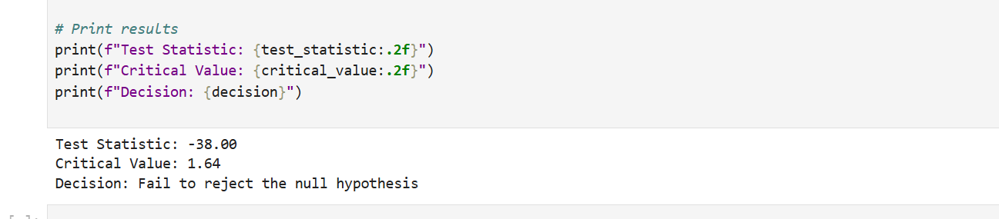 # Print results
print(f"Test Statistic: {test_statistic:.2f}")
print(f"Critical Value: {critical_value:.2f}")
print(f"Decision: {decision}")
Test Statistic: -38.00
Critical Value: 1.64
Decision: Fail to reject the null hypothesis